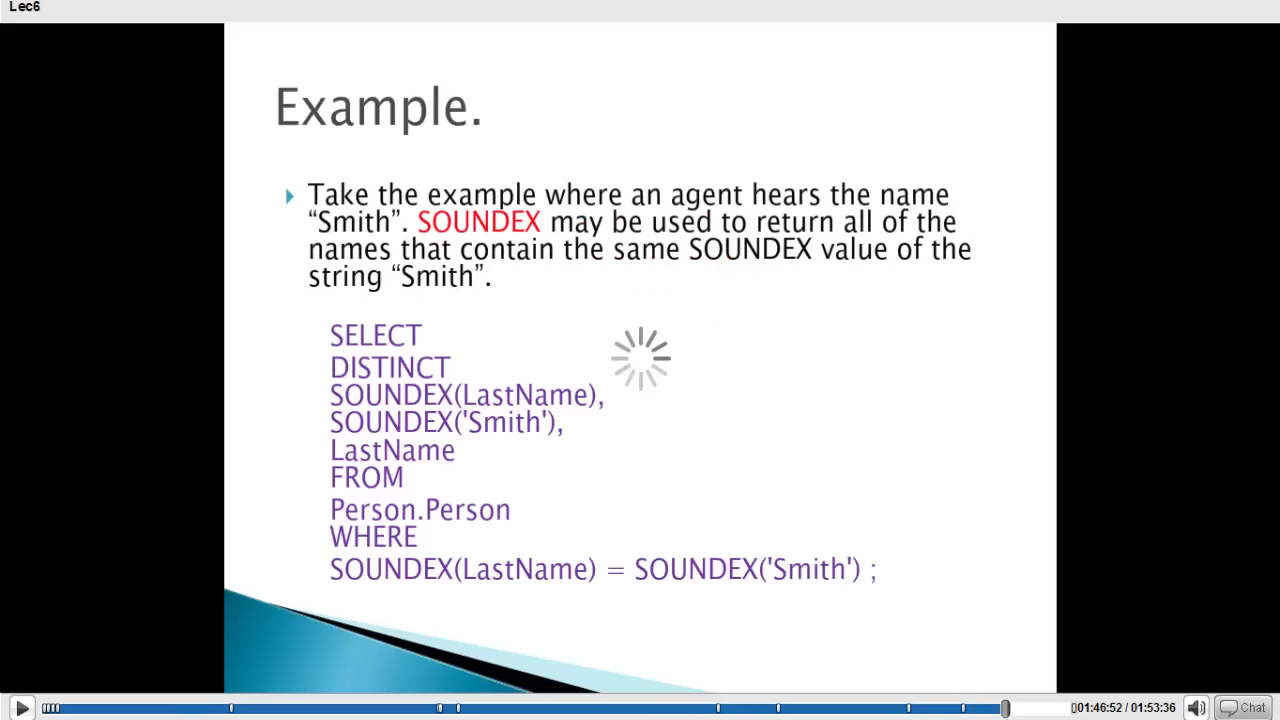 Lec6
Example.
Take the example where an agent hears the name
“Smith”. SOUNDEX may be used to return all of the
names that contain the same SOUNDEX value of the
string “Smith”.
SELECT
DISTINCT
SOUNDEX(LastName),
SOUNDEX('Smith'),
LastName
FROM
Person.Person
WHERE
SOUNDEX(LastName) = SOUNDEX('Smith') ;
01:46:52 / 01:53:36
Chat